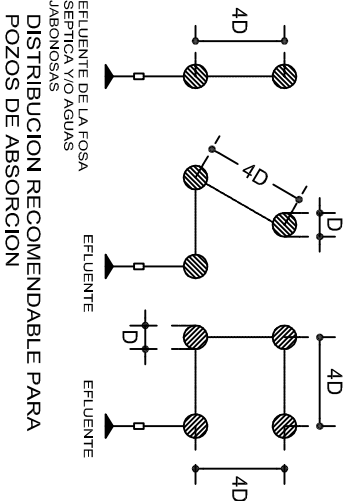 4D
EFLUENTE DE LA FOSA
SEPTICA Y/O AGUAS
JABONOSAS
4D
D
EFLUENTE
D
4D
4D
EFLUENTE
DISTRIBUCION RECOMENDABLE PARA
POZOS DE ABSORCION